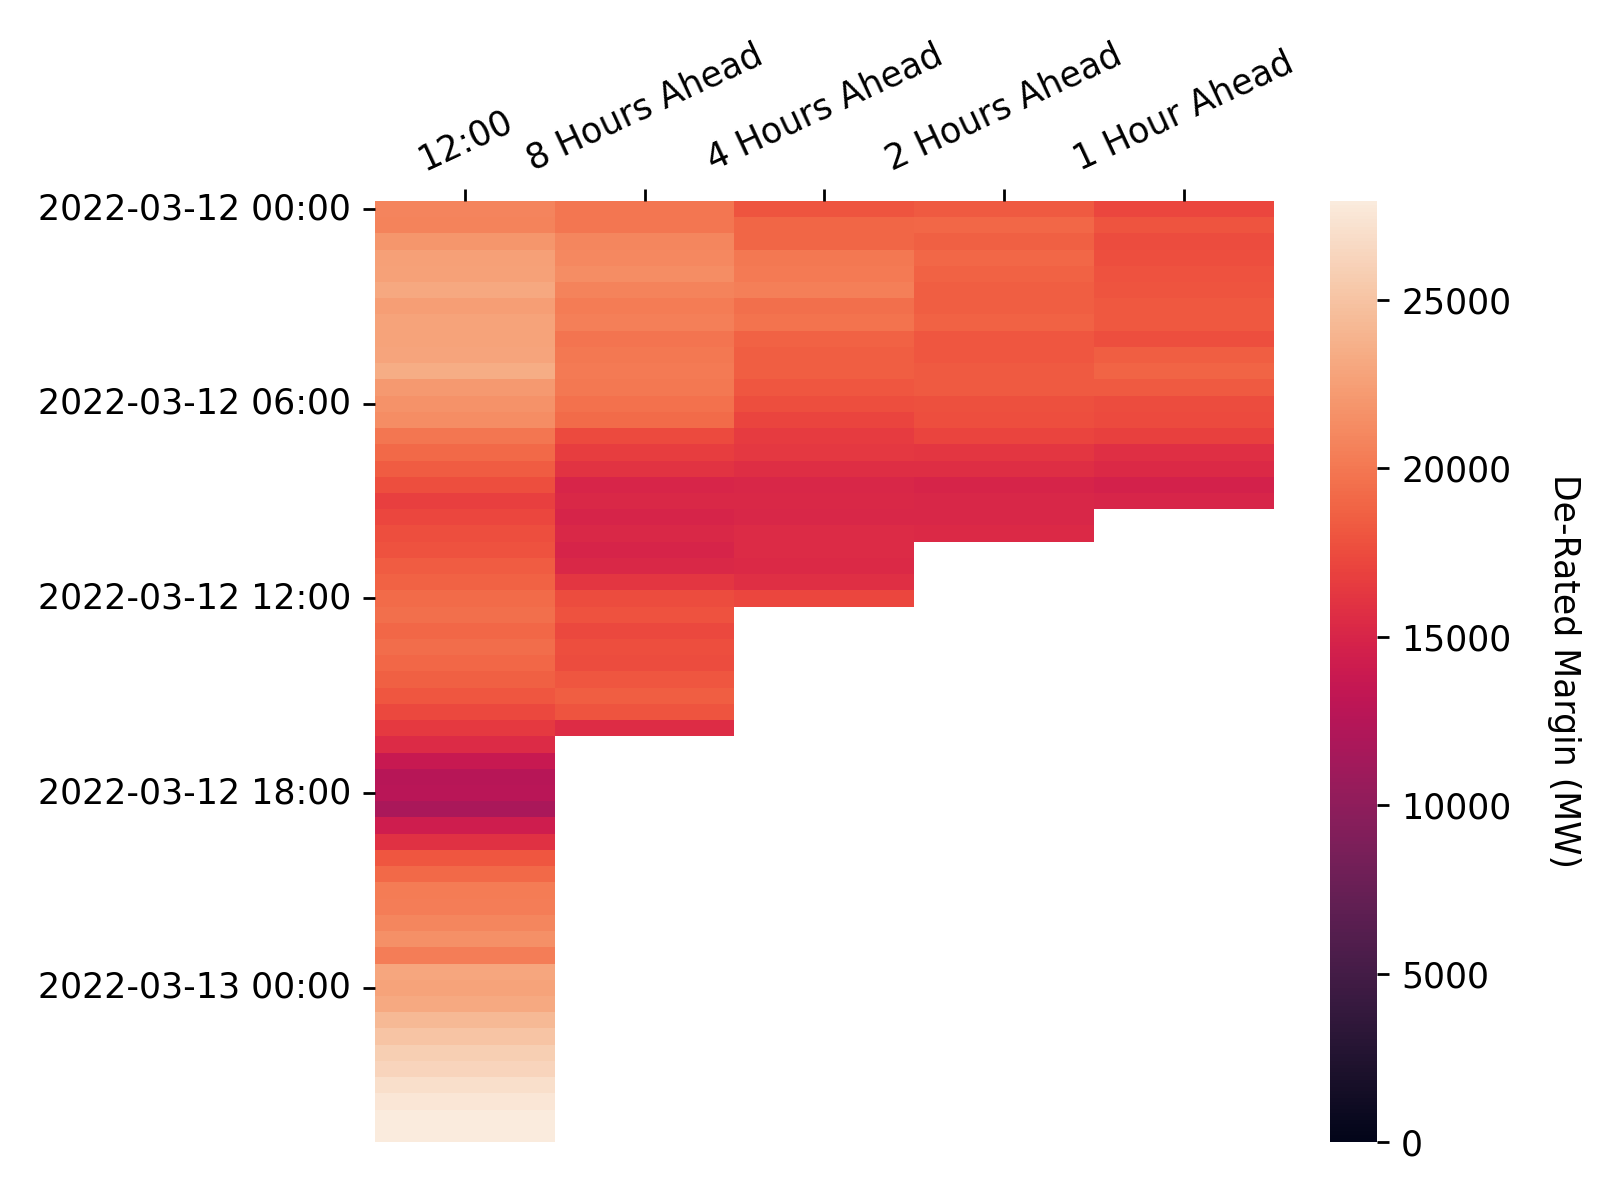 12:00
8 Hours Ahead
4 Hours Ahead
2 Hours Ahead
1 Hour Ahead
2022-03-12 00:00
2022-03-12 06:00
2022-03-12 12:00
2022-03-12 18:00
2022-03-13 00:00
25000
20000
15000
10000
5000
0
De-Rated Margin (MW)